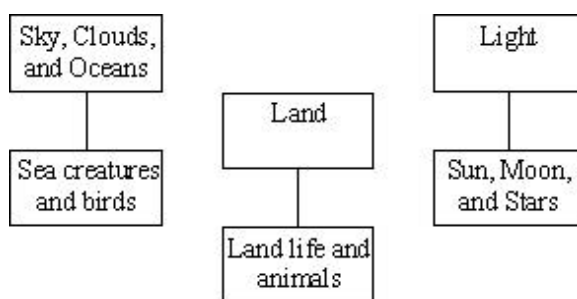 Sky, Clouds,
and Oceans
Light
Land
Sea creatures
and birds
Sun, Moon,
and Stars
Land life and
animals